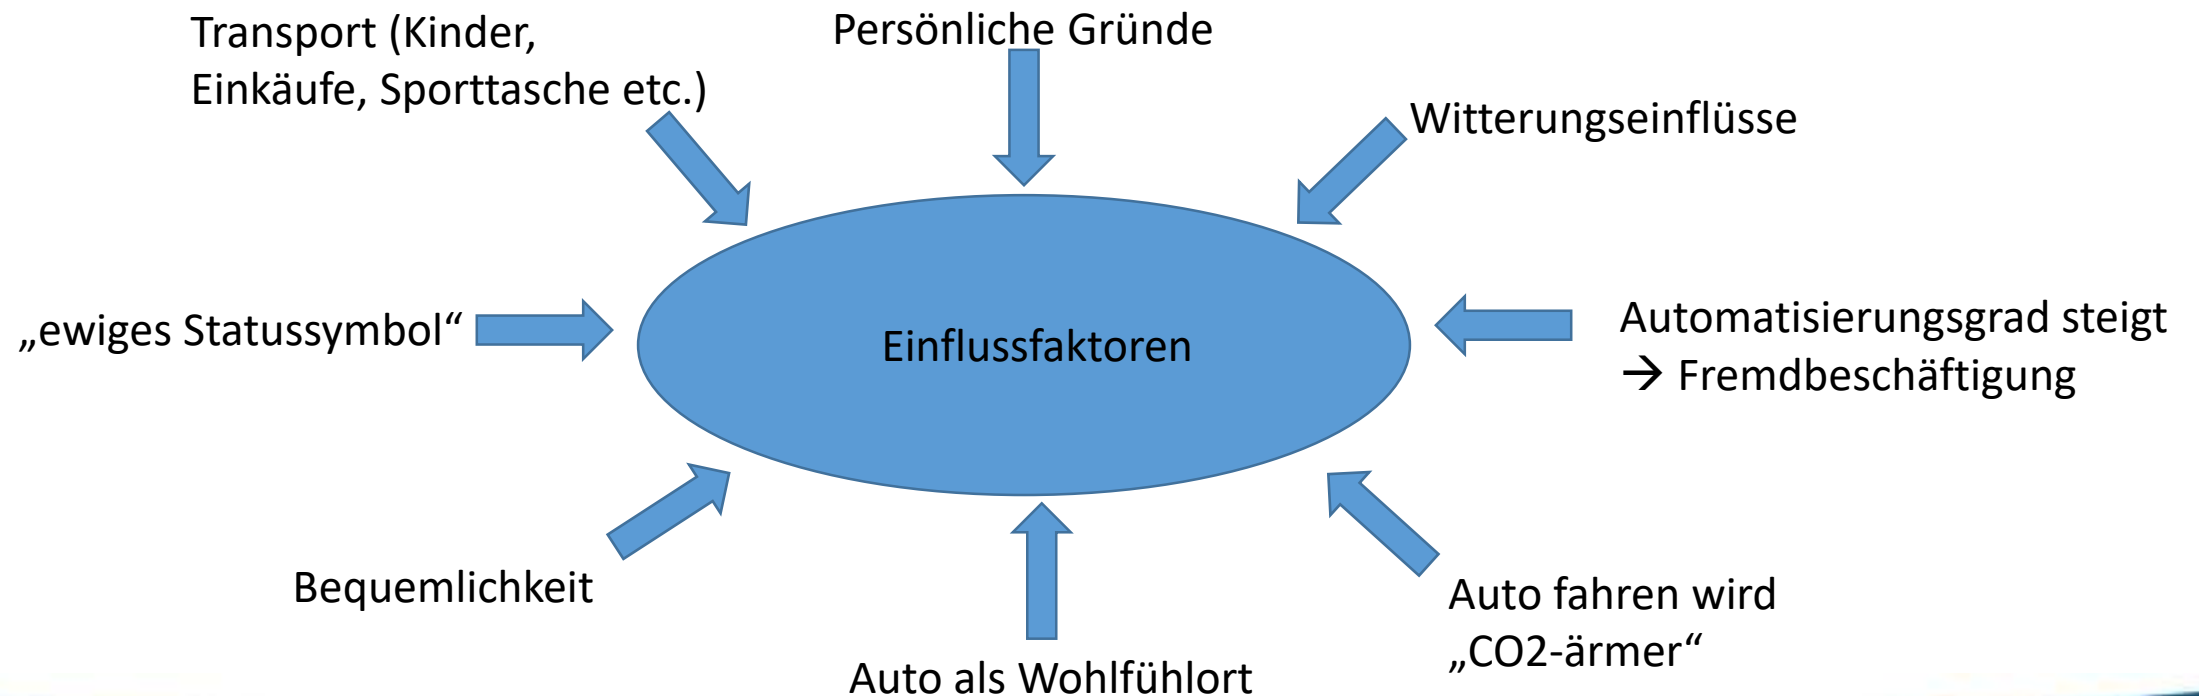 Transport (Kinder,
Einkäufe, Sporttasche etc.)
Persönliche Gründe
Witterungseinflüsse
„ewiges Statussymbol“
Einflussfaktoren
Automatisierungsgrad steigt
→ Fremdbeschäftigung
Bequemlichkeit
Auto als Wohlfühlort
Auto fahren wird
„CO2-ärmer“